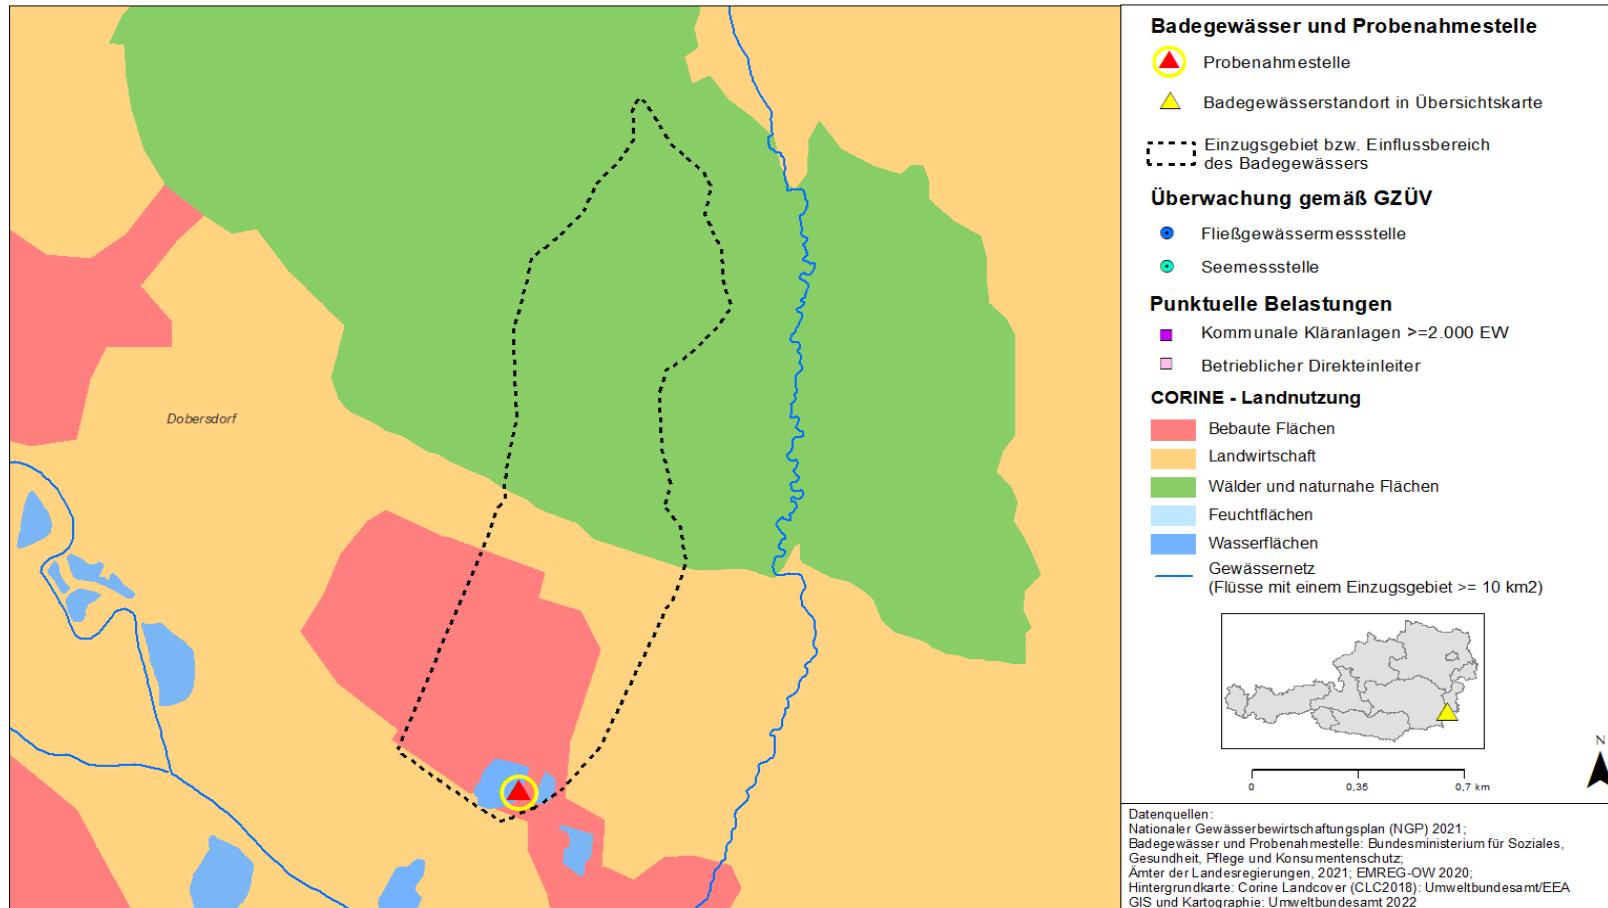 Dobersdorf
Badegewässer und Probenahmestelle
Probenahmestelle
Badegewässerstandort in Übersichtskarte
Einzugsgebiet bzw. Einflussbereich
des Badegewässers
Überwachung gemäß GZÜV
Fließgewässermessstelle
Seemessstelle
Punktuelle Belastungen
Kommunale Kläranlagen >=2.000 EW
Betrieblicher Direkteinleiter
CORINE - Landnutzung
Bebaute Flächen
Landwirtschaft
Wälder und naturnahe Flächen
Feuchtflächen
Wasserflächen
Gewässernetz
(Flüsse mit einem Einzugsgebiet >= 10 km2)
N
0 0,35 0,7 km
Datenquellen:
Nationaler Gewässerbewirtschaftungsplan (NGP) 2021;
Badegewässer und Probenahmestelle: Bundesministerium für Soziales,
Gesundheit, Pflege und Konsumentenschutz;
Ämter der Landesregierungen, 2021; EMREG-OW 2020;
Hintergrundkarte: Corine Landcover (CLC2018): Umweltbundesamt/EEA
GIS und Kartographie: Umweltbundesamt 2022